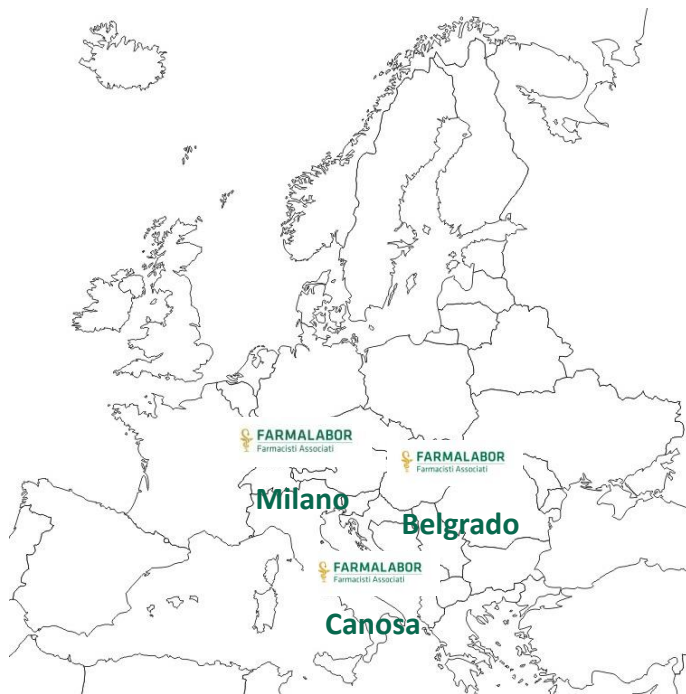 FARMALABOR
Farmacisti Associati
Milano
FARMALABOR
Farmacisti Associati
Belgrado
FARMALABOR
Farmacisti Associati
Canosa